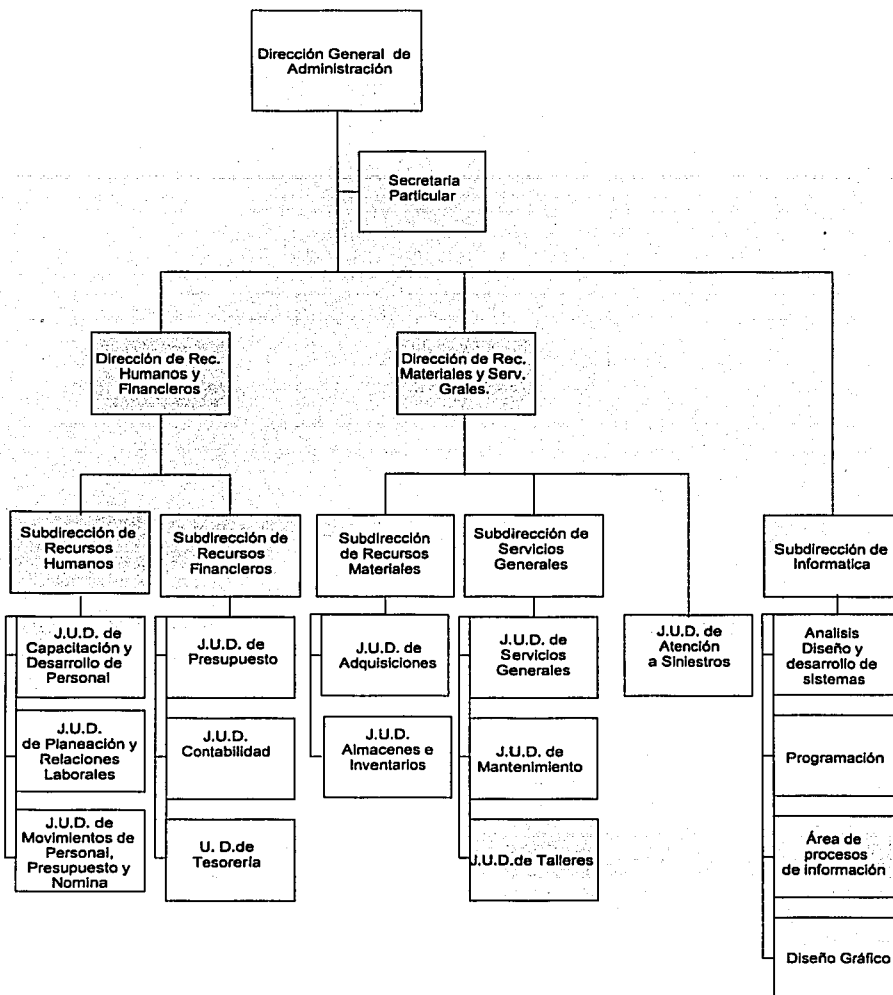 Dirección General de
Administración
Secretaria
Particular
Dirección de Rec.
Humanos y
Financieros
Dirección de Rec.
Materiales y Serv.
Grales.
Subdirección de
Recursos
Humanos
Subdirección de
Recursos
Financieros
Subdirección
de Recursos
Materiales
Subdirección de
Servicios
Generales
Subdirección de
Informatica
J.U.D. de
Capacitación y
Desarrollo de
Personal
J.U.D. de
Presupuesto
J.U.D. de
Adquisiciones
J.U.D. de
Servicios
Generales
J.U.D. de
Atención
a Siniestros
Analisis
Diseño y
desarrollo de
sistemas
J.U.D.
de Planeación y
Relaciones
Laborales
J.U.D.
Contabilidad
J.U.D.
Almacenes e
Inventarios
J.U.D. de
Mantenimiento
Programación
J.U.D. de
Movimientos de
Personal,
Presupuesto y
Nomina
U. D.de
Tesorería
J.U.D.de Talleres
Área de
procesos
de información
Diseño Gráfico